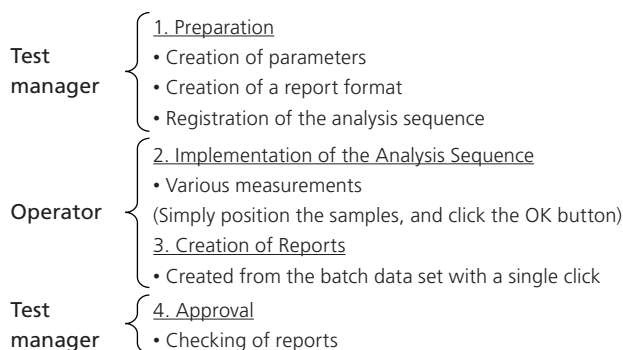 Test
manager
1. Preparation
• Creation of parameters
• Creation of a report format
• Registration of the analysis sequence
Operator
2. Implementation of the Analysis Sequence
• Various measurements
(Simply position the samples, and click the OK button)
3. Creation of Reports
• Created from the batch data set with a single click
Test
manager
4. Approval
• Checking of reports